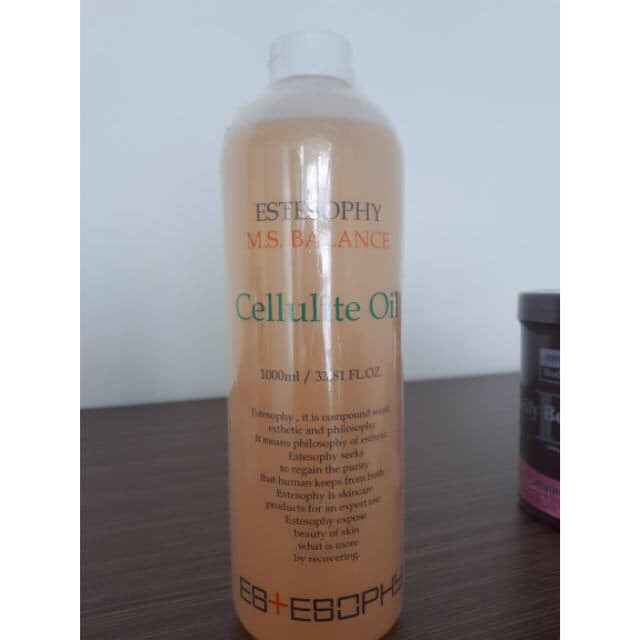 ESTESOPHY
M.S. BALANCE
Cellulite Oil
1000ml / 33.81 FL.OZ
Estesophy , it is compound word,
esthetic and philosophy.
It means philosophy of esthetic.
Estesophy seeks
to regain the purity
that human keeps from birth
Estesophy is skincare
products for an expert use
Estesophy expose
beauty of skin
what is more
by recovering.
ES+ESOPHY